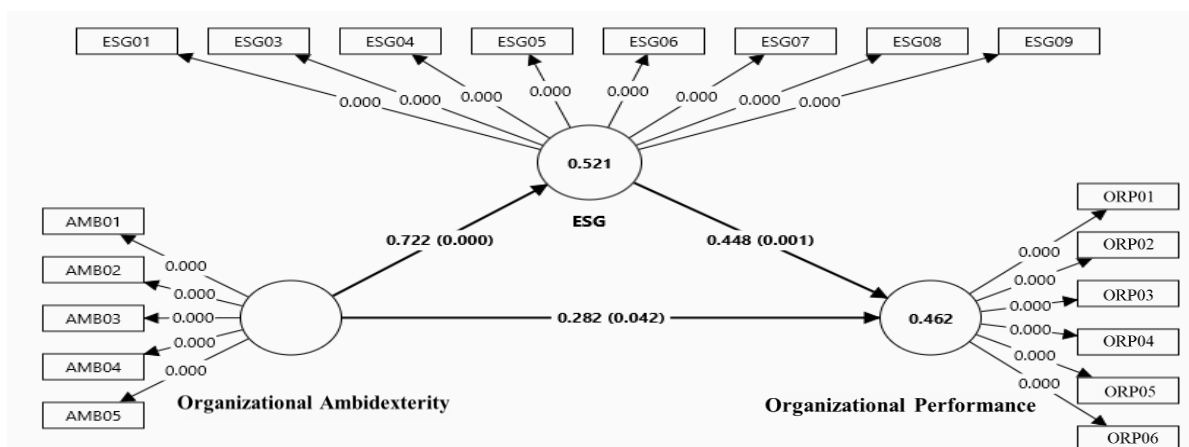 ESG01 ESG03 ESG04 ESG05 ESG06 ESG07 ESG08 ESG09
0.000 0.000 0.000 0.000 0.000 0.000 0.000 0.000
0.521
ESG
0.722 (0.000)
0.448 (0.001)
0.282 (0.042)
AMB01
0.000
AMB02
0.000
AMB03
0.000
AMB04
0.000
AMB05
0.000
Organizational Ambidexterity
0.462
Organizational Performance
ORP01
0.000
ORP02
0.000
ORP03
0.000
ORP04
0.000
ORP05
0.000
ORP06
0.000